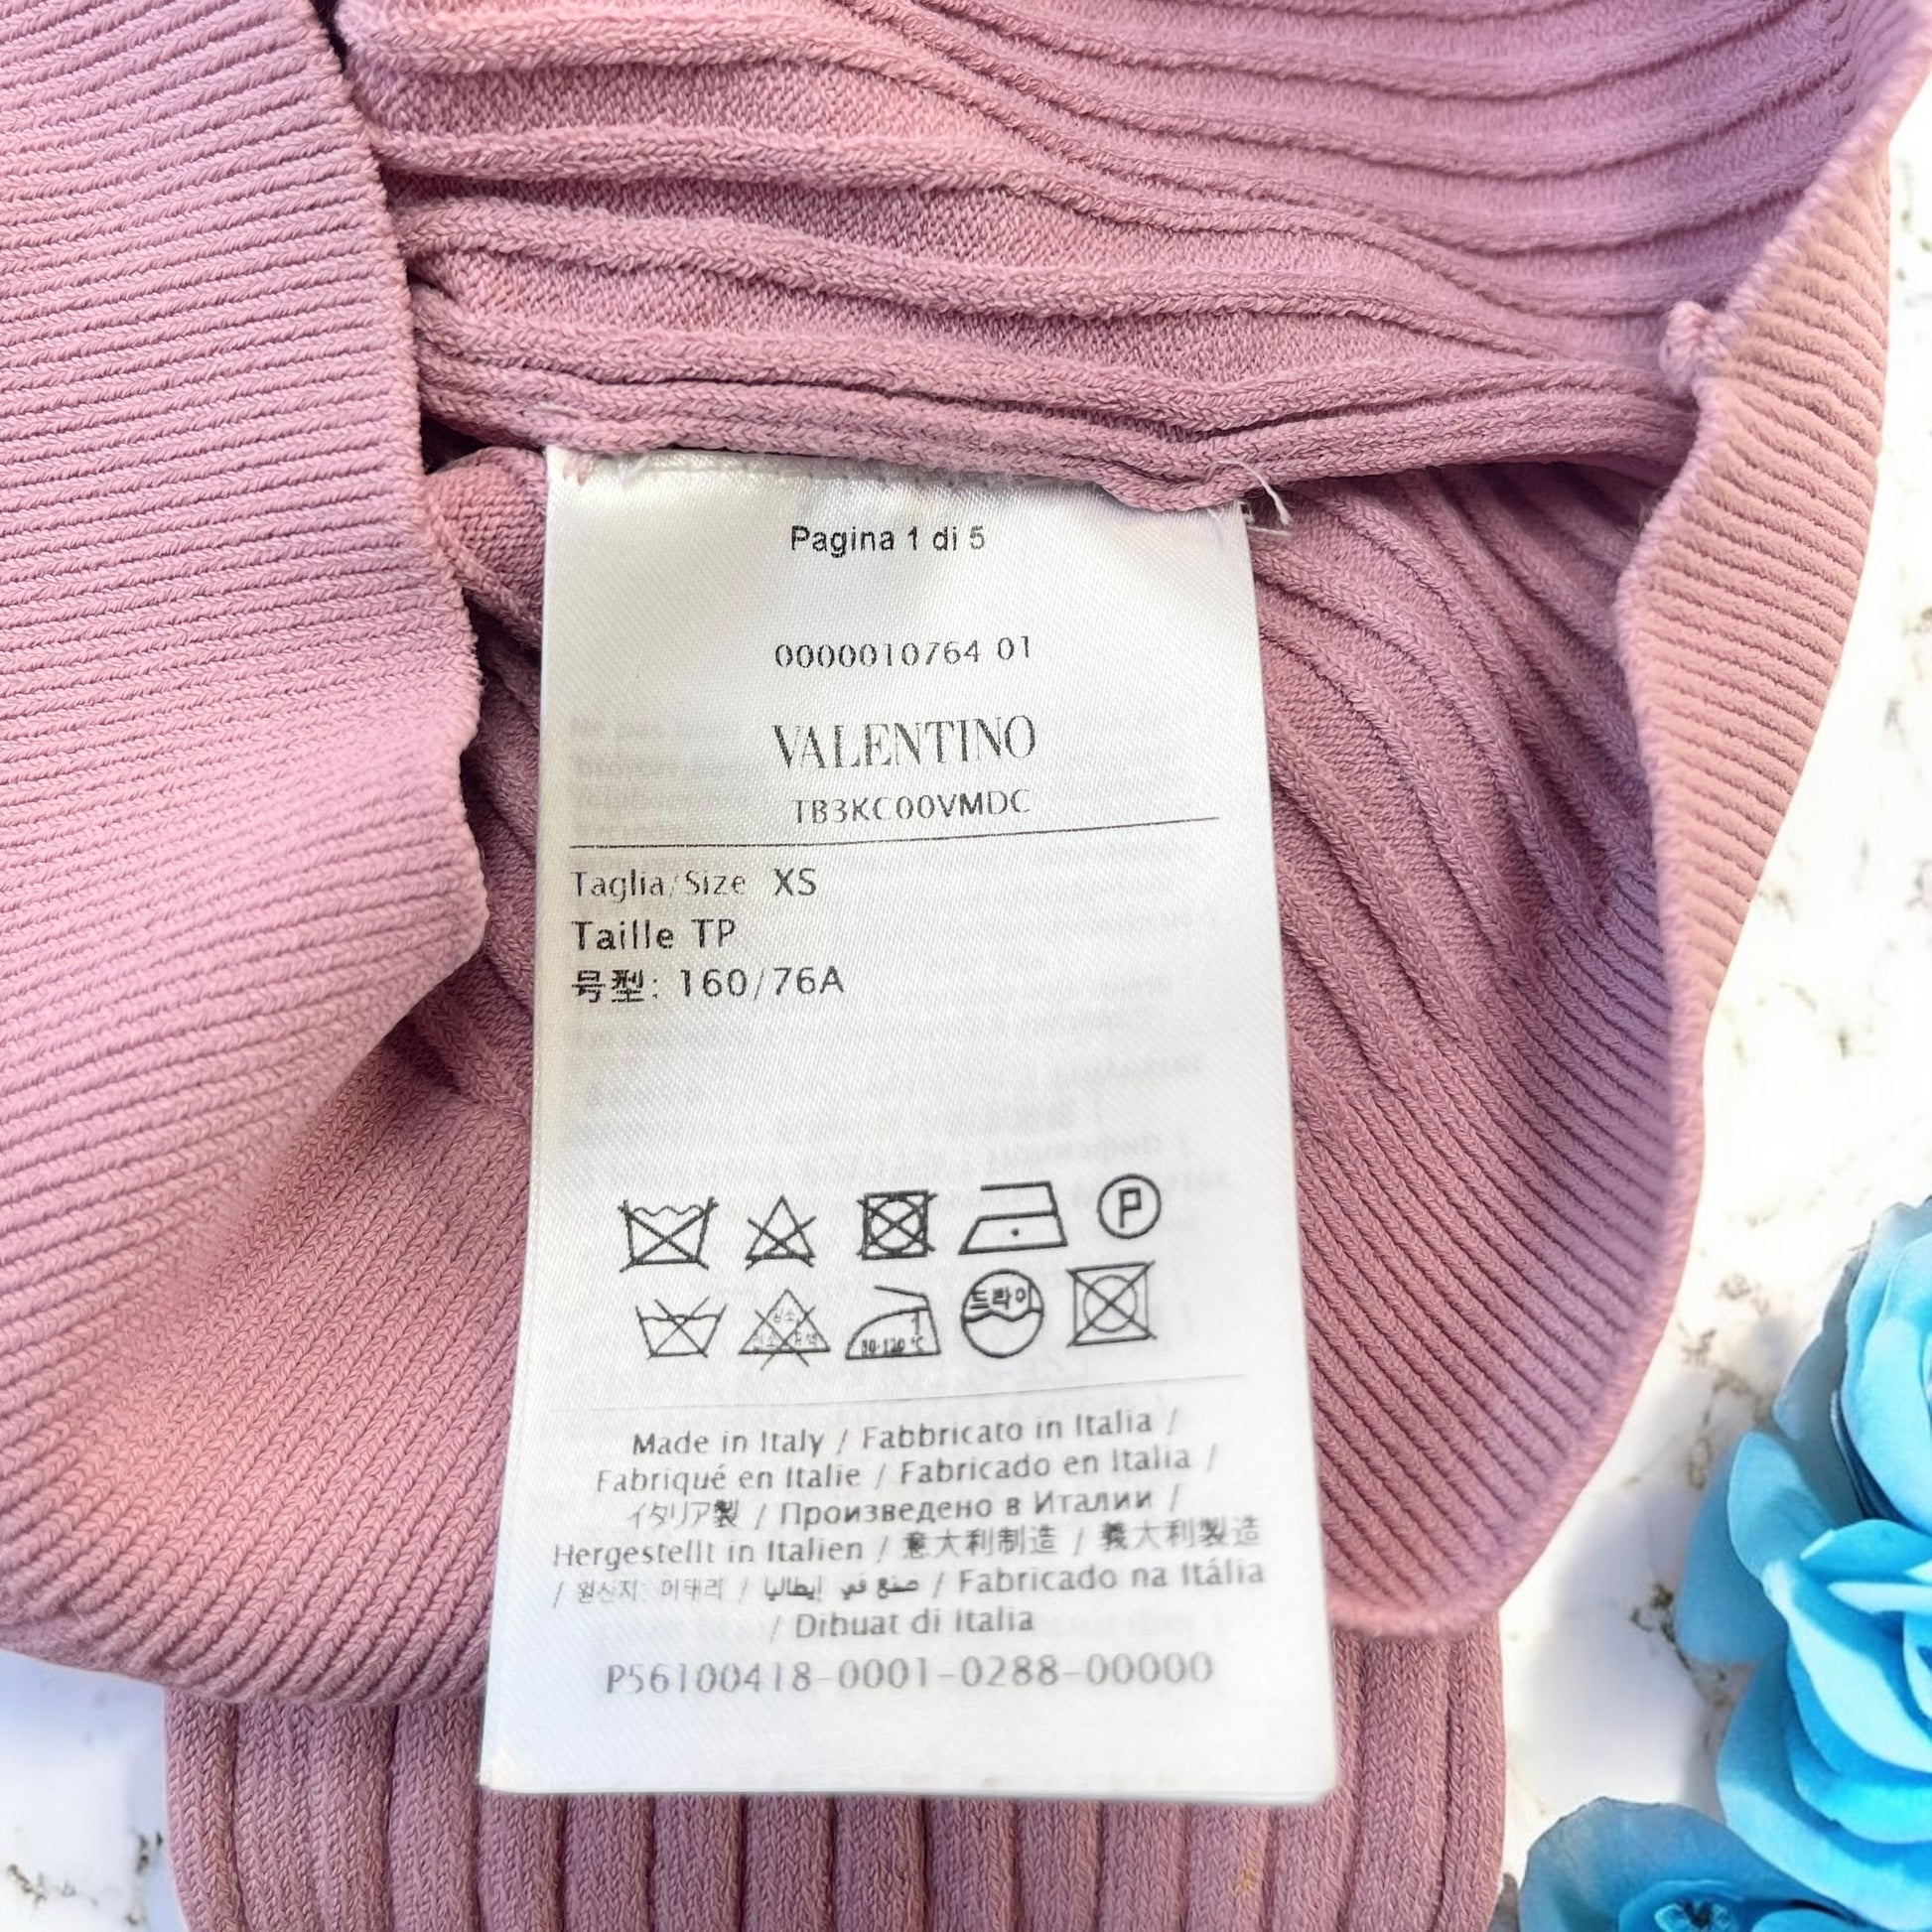 Pagina 1 di 5
0000010764 01
VALENTINO
TB3KC00VMDC
Taglia/Size XS
Taille TP
号型: 160/76A
P
드라이
80-120 °C
Made in Italy / Fabbricato in Italia /
Fabriqué en Italie / Fabricado en Italia /
イタリア製 / Произведено в Италии /
Hergestellt in Italien / 意大利制造 / 義大利製造
/ 원산지: 이태리 / صنع في إيطاليا / Fabricado na Itália
/ Dibuat di Italia
P56100418-0001-0288-00000